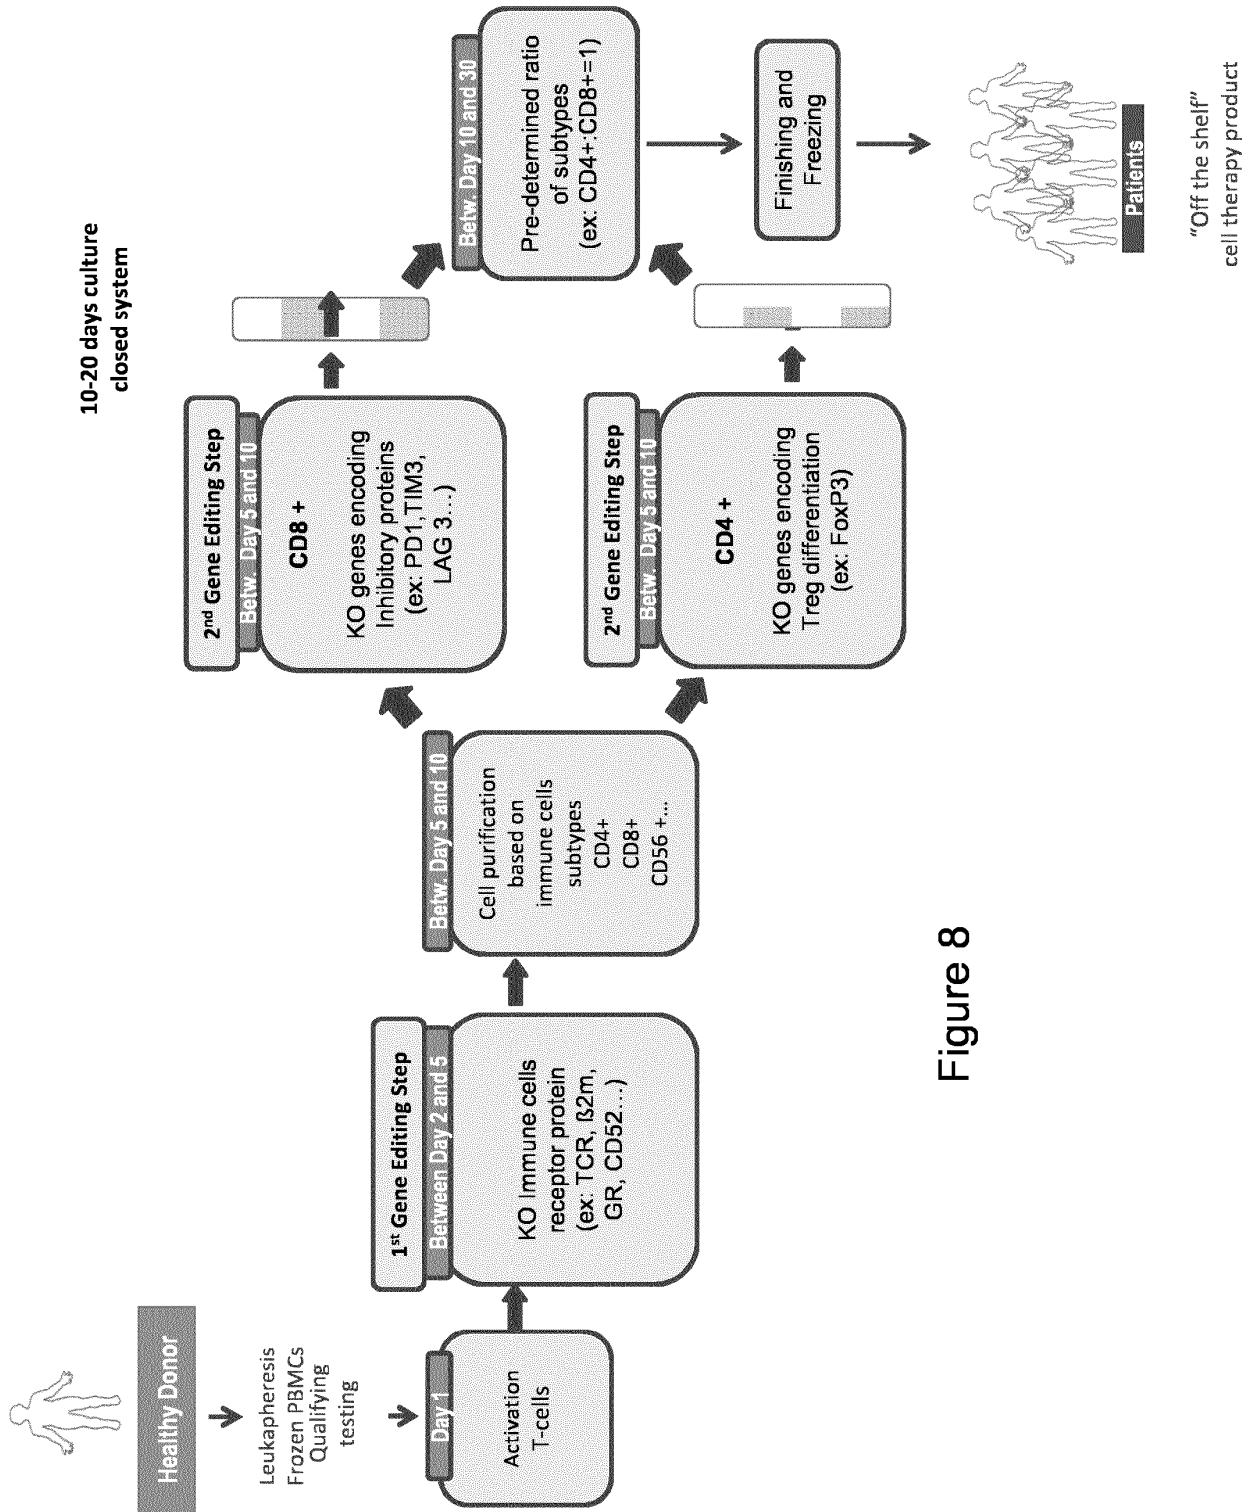 Healthy Donor
Leukapheresis
Frozen PBMCs
Qualifying
testing
Day 1
Activation
T-cells
1st Gene Editing Step
Between Day 2 and 5
KO Immune cells
receptor protein
(ex: TCR, ß2m,
GR, CD52…)
Betw. Day 5 and 10
Cell purification
based on
immune cells
subtypes
CD4+
CD8+
CD56 +...
2nd Gene Editing Step
Betw. Day 5 and 10
CD8 +
KO genes encoding
Inhibitory proteins
(ex: PD1,TIM3,
LAG 3…)
2nd Gene Editing Step
Betw. Day 5 and 10
CD4 +
KO genes encoding
Treg differentiation
(ex: FoxP3)
10-20 days culture
closed system
Betw. Day 10 and 30
Pre-determined ratio
of subtypes
(ex: CD4+:CD8+=1)
Finishing and
Freezing
Patients
"Off the shelf"
cell therapy product
Figure 8